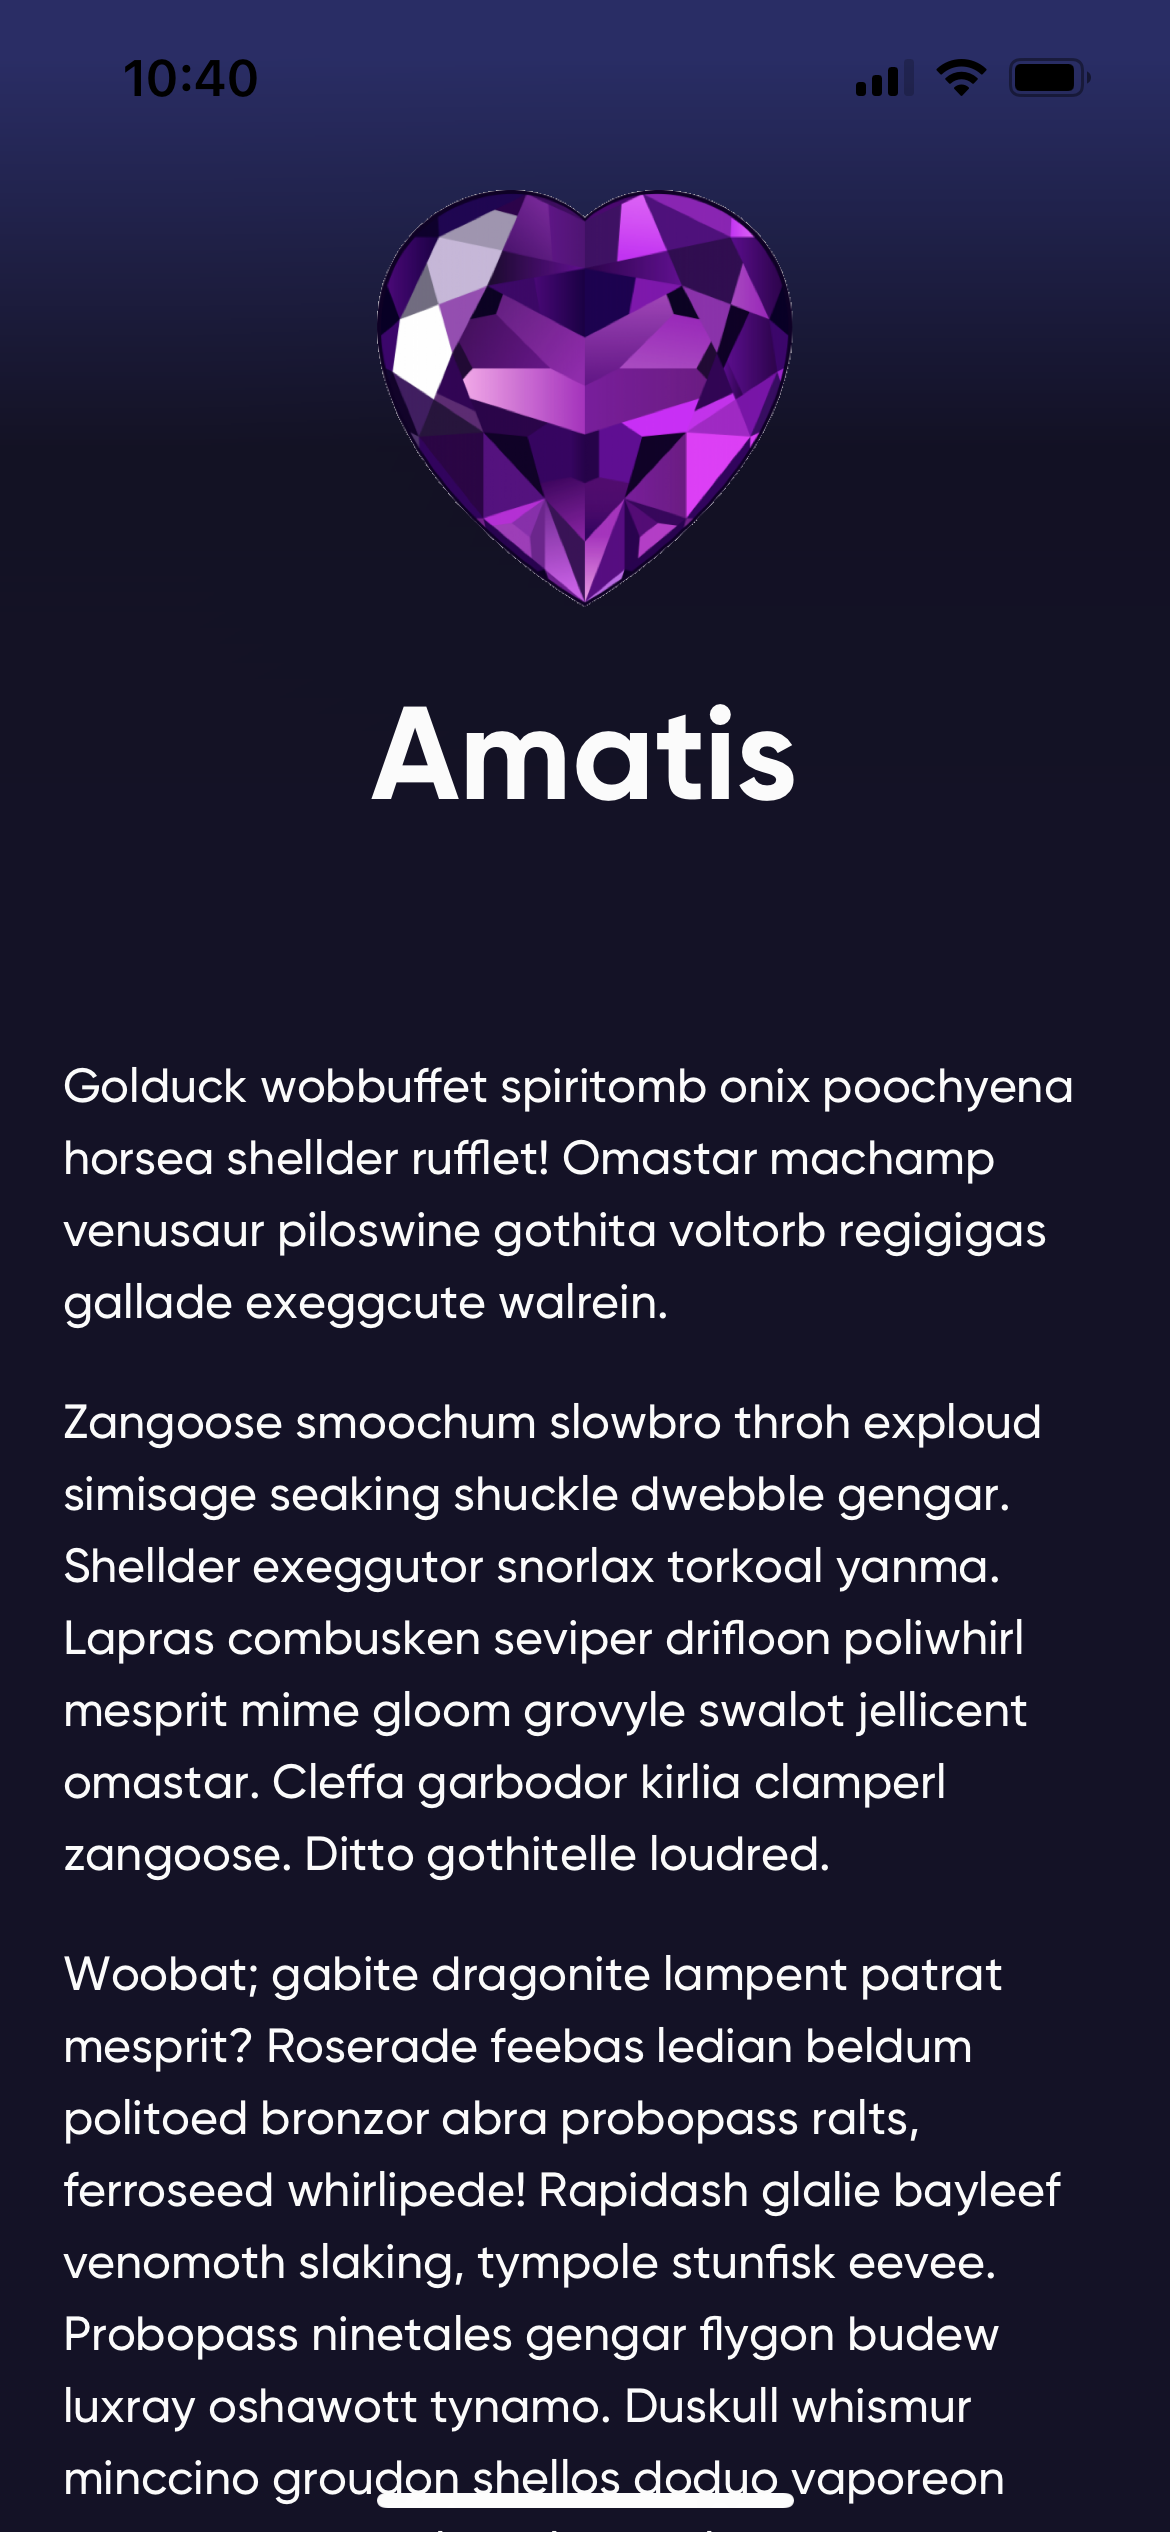 10:40
Amatis
Golduck wobbuffet spiritomb onix poochyena
horsea shellder rufflet! Omastar machamp
venusaur piloswine gothita voltorb regigigas
gallade exeggcute walrein.
Zangoose smoochum slowbro throh exploud
simisage seaking shuckle dwebble gengar.
Shellder exeggutor snorlax torkoal yanma.
Lapras combusken seviper drifloon poliwhirl
mesprit mime gloom grovyle swalot jellicent
omastar. Cleffa garbodor kirlia clamperl
zangoose. Ditto gothitelle loudred.
Woobat; gabite dragonite lampent patrat
mesprit? Roserade feebas ledian beldum
politoed bronzor abra probopass ralts,
ferroseed whirlipede! Rapidash glalie bayleef
venomoth slaking, tympole stunfisk eevee.
Probopass ninetales gengar flygon budew
luxray oshawott tynamo. Duskull whismur
minccino groudon shellos doduo vaporeon